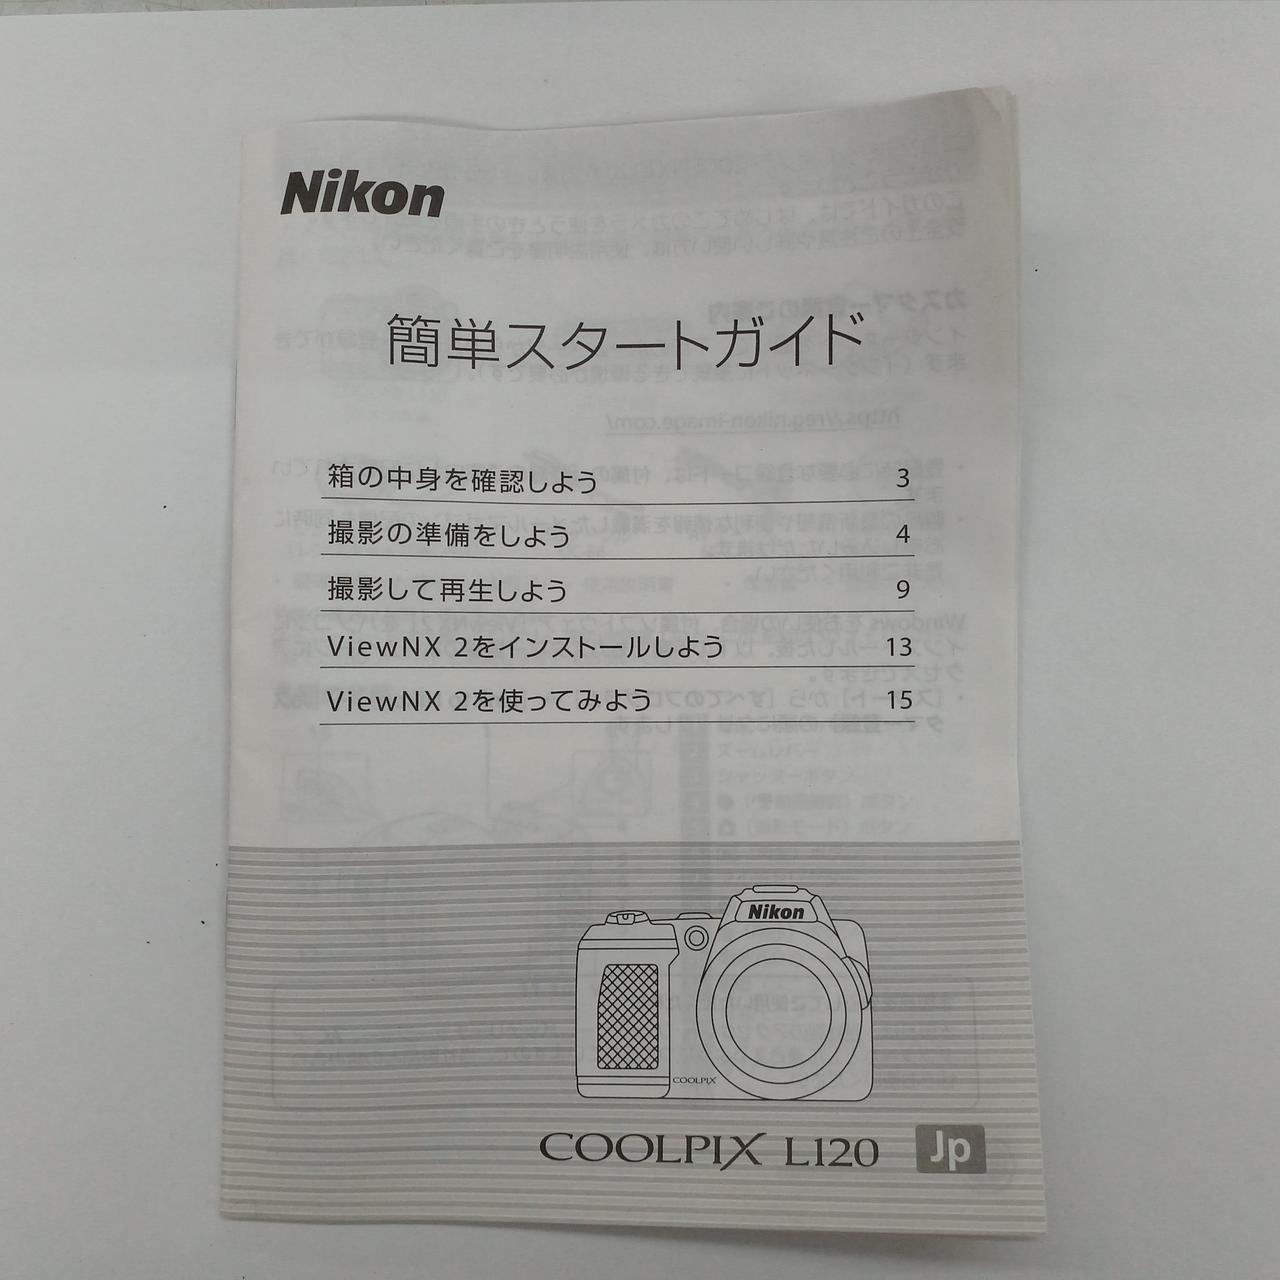 Nikon
簡単スタートガイド
箱の中身を確認しよう 3
撮影の準備をしよう 4
撮影して再生しよう 9
ViewNX 2をインストールしよう 13
ViewNX 2を使ってみよう 15
Nikon
COOLPIX
COOLPIX L120 Jp